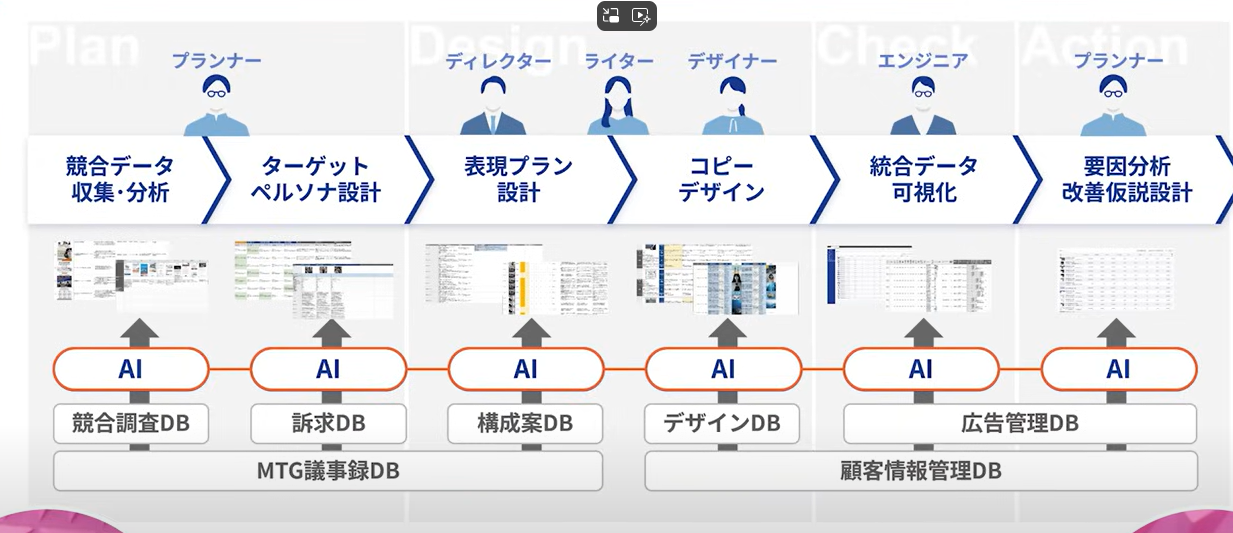 Plan
Design
Check
Action
プランナー
ディレクター
ライター
デザイナー
エンジニア
プランナー
競合データ
収集・分析
ターゲット
ペルソナ設計
表現プラン
設計
コピー
デザイン
統合データ
可視化
要因分析
改善仮説設計
AI
AI
AI
AI
AI
AI
競合調査DB
訴求DB
構成案DB
デザインDB
広告管理DB
MTG議事録DB
顧客情報管理DB